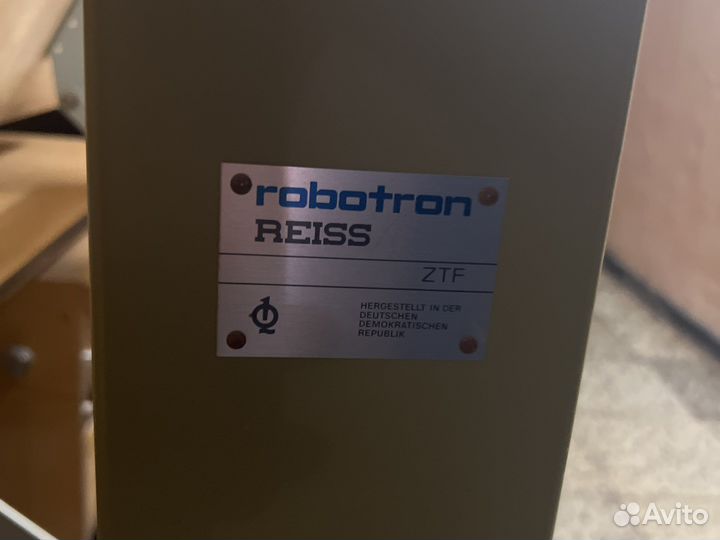 robotron
REISS
ZTF
HERGESTELLT IN DER
DEUTSCHEN
DEMOKRATISCHEN
REPUBLIK
Avito